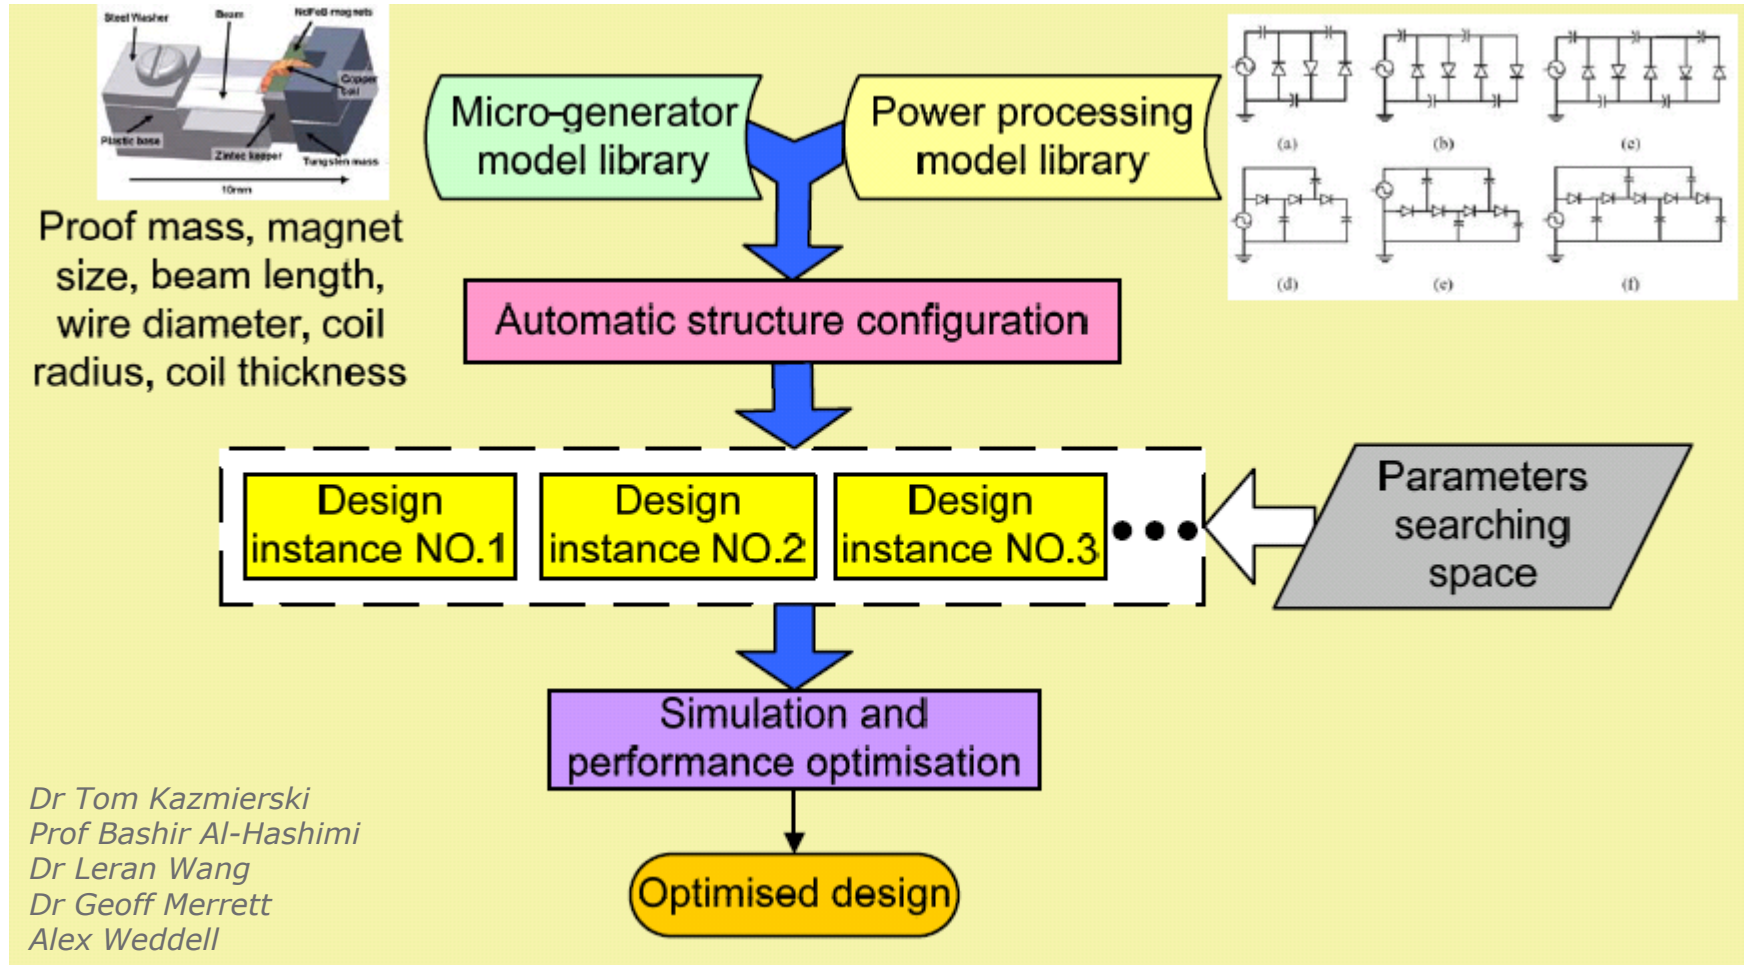 Steel Washer
Beam
NdFeB magnets
Copper
coil
Plastic base
Zintec keeper
Tungsten mass
10mm
Proof mass, magnet
size, beam length,
wire diameter, coil
radius, coil thickness
Micro-generator
model library
Power processing
model library
(a)
(b)
(c)
(d)
(e)
(f)
Automatic structure configuration
Design
instance NO.1
Design
instance NO.2
Design
instance NO.3
Parameters
searching
space
Simulation and
performance optimisation
Optimised design
Dr Tom Kazmierski
Prof Bashir Al-Hashimi
Dr Leran Wang
Dr Geoff Merrett
Alex Weddell